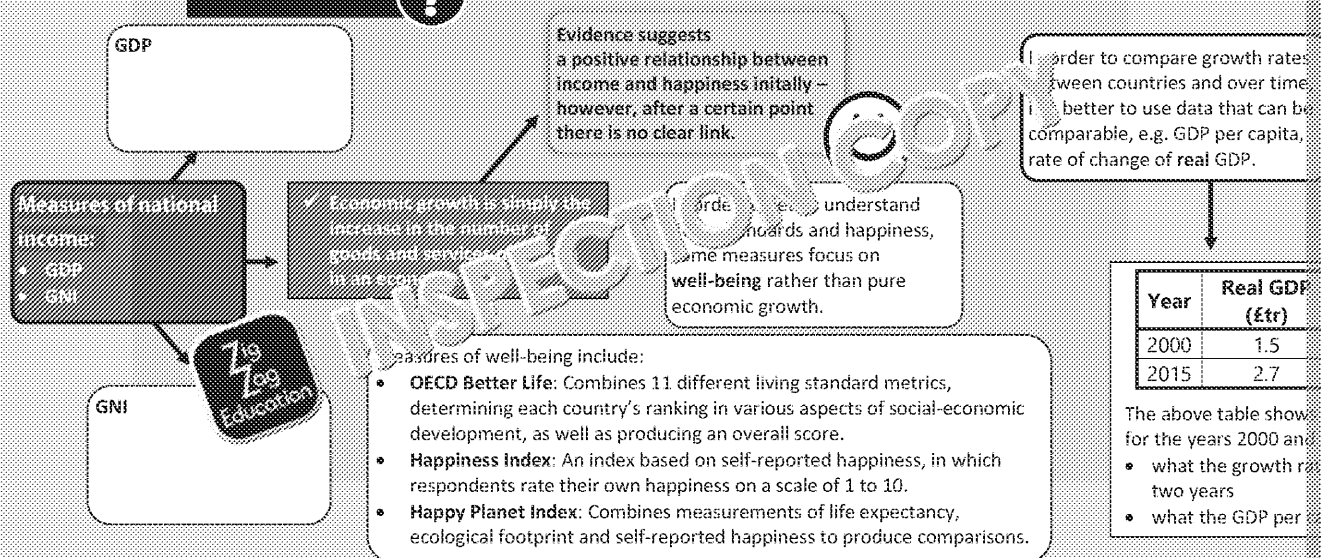 GDP
Evidence suggests
a positive relationship between
income and happiness initally –
however, after a certain point
there is no clear link.
order to compare growth rates
tween countries and over time
better to use data that can be
comparable, e.g. GDP per capita,
rate of change of real GDP.
Measures of national
income:
• GDP
• GNI
✓ Economic growth is simply the
increase in the number of
goods and services
in an
understand
and happiness,
measures focus on
well-being rather than pure
economic growth.
INSPECTION COPY
Zig
Zag
Education
GNI
easures of well-being include:
• OECD Better Life: Combines 11 different living standard metrics,
determining each country's ranking in various aspects of social-economic
development, as well as producing an overall score.
• Happiness Index: An index based on self-reported happiness, in which
respondents rate their own happiness on a scale of 1 to 10.
• Happy Planet Index: Combines measurements of life expectancy,
ecological footprint and self-reported happiness to produce comparisons.
Year Real GDP
(£tr)
2000 1.5
2015 2.7
The above table show
for the years 2000 and
• what the growth ra
two years
• what the GDP per